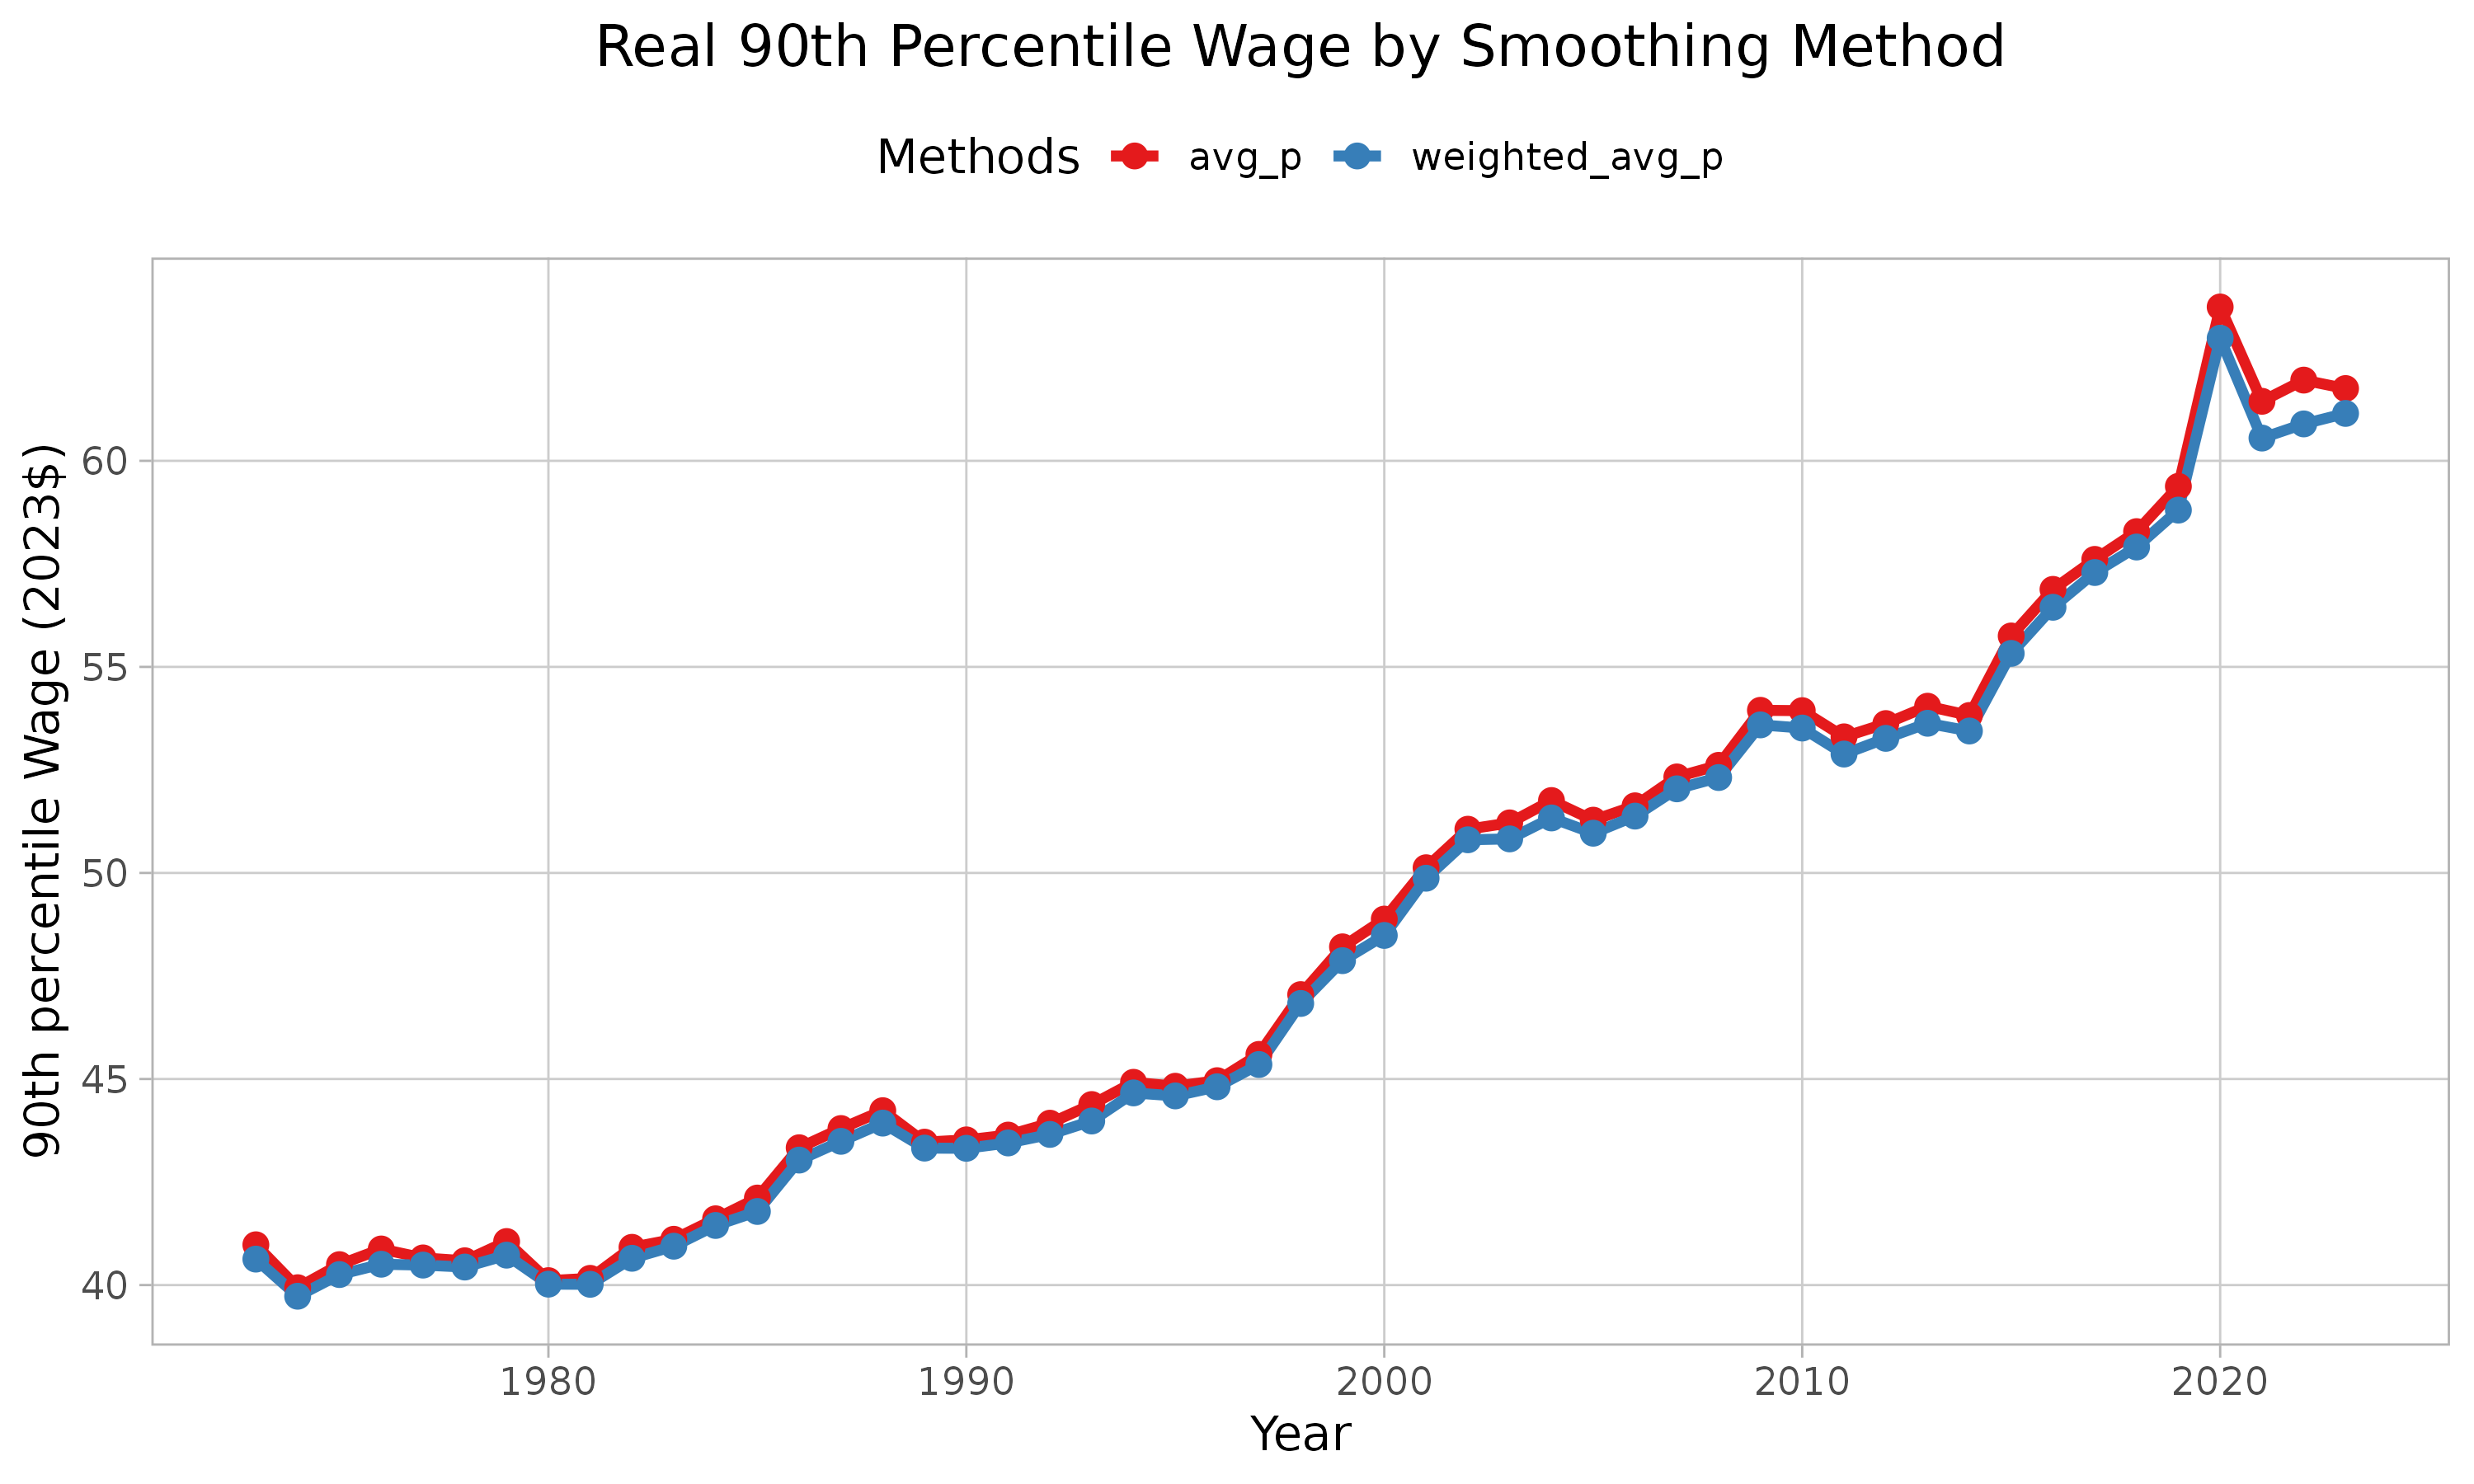 Real 90th Percentile Wage by Smoothing Method
Methods avg_p weighted_avg_p
90th percentile Wage (2023$)
60
55
50
45
40
1980 1990 2000 2010 2020
Year